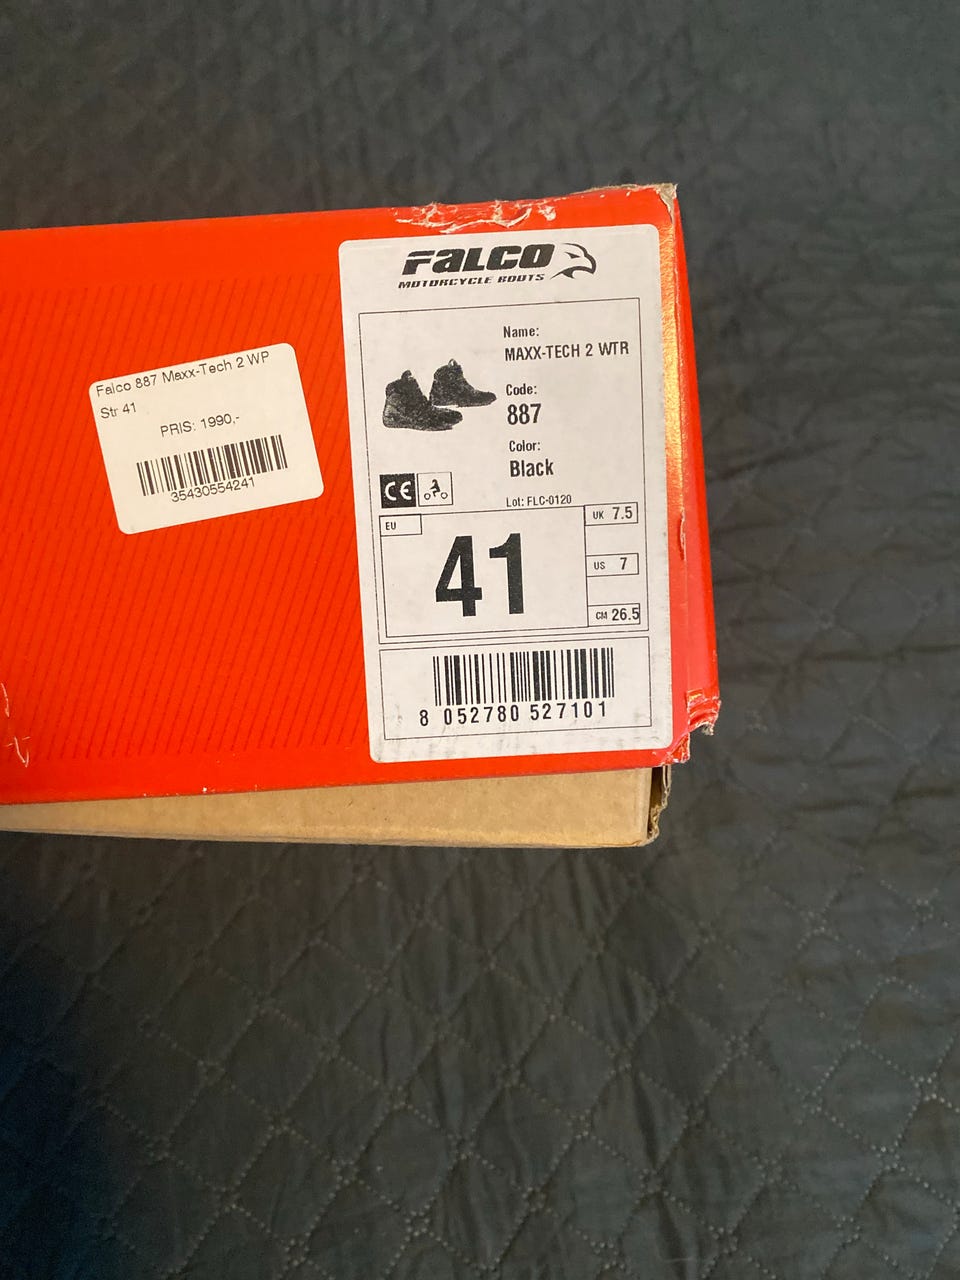 Falco 887 Maxx-Tech 2 WP
Str 41
PRIS: 1990,-
35430554241
FALCO
MOTORCYCLE BOOTS
Name:
MAXX-TECH 2 WTR
Code:
887
Color:
Black
CE
Lot: FLC-0120
EU
41
UK 7.5
US 7
CM 26.5
8 052780 527101